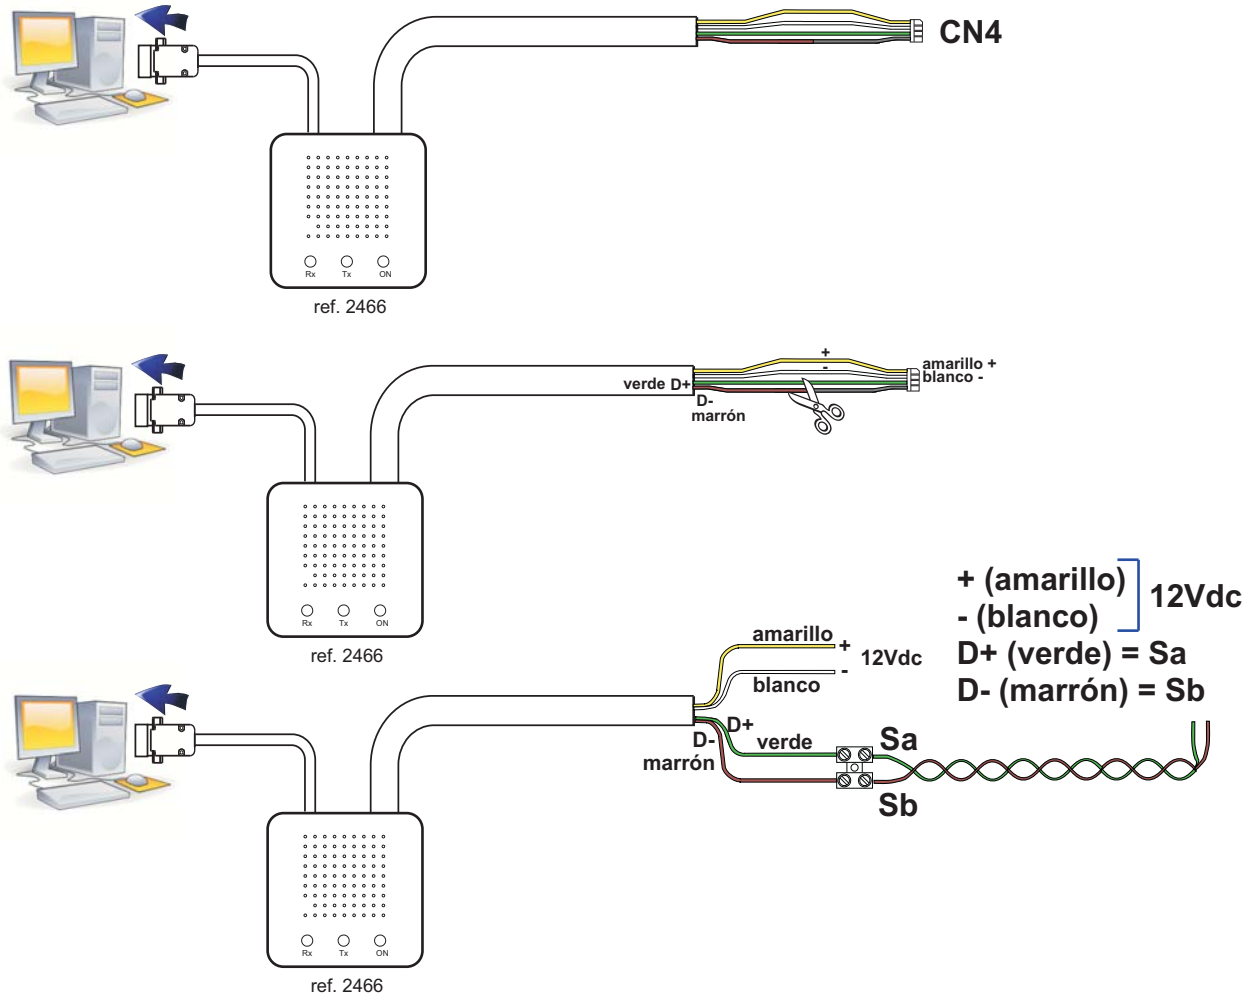 CN4
Rx Tx ON
ref. 2466
+
-
amarillo +
blanco -
verde D+
D-
marrón
Rx Tx ON
ref. 2466
+ (amarillo)
- (blanco)
12Vdc
D+ (verde) = Sa
D- (marrón) = Sb
amarillo +
12Vdc
blanco -
D+
D-
verde
marrón
Sa
Sb
Rx Tx ON
ref. 2466